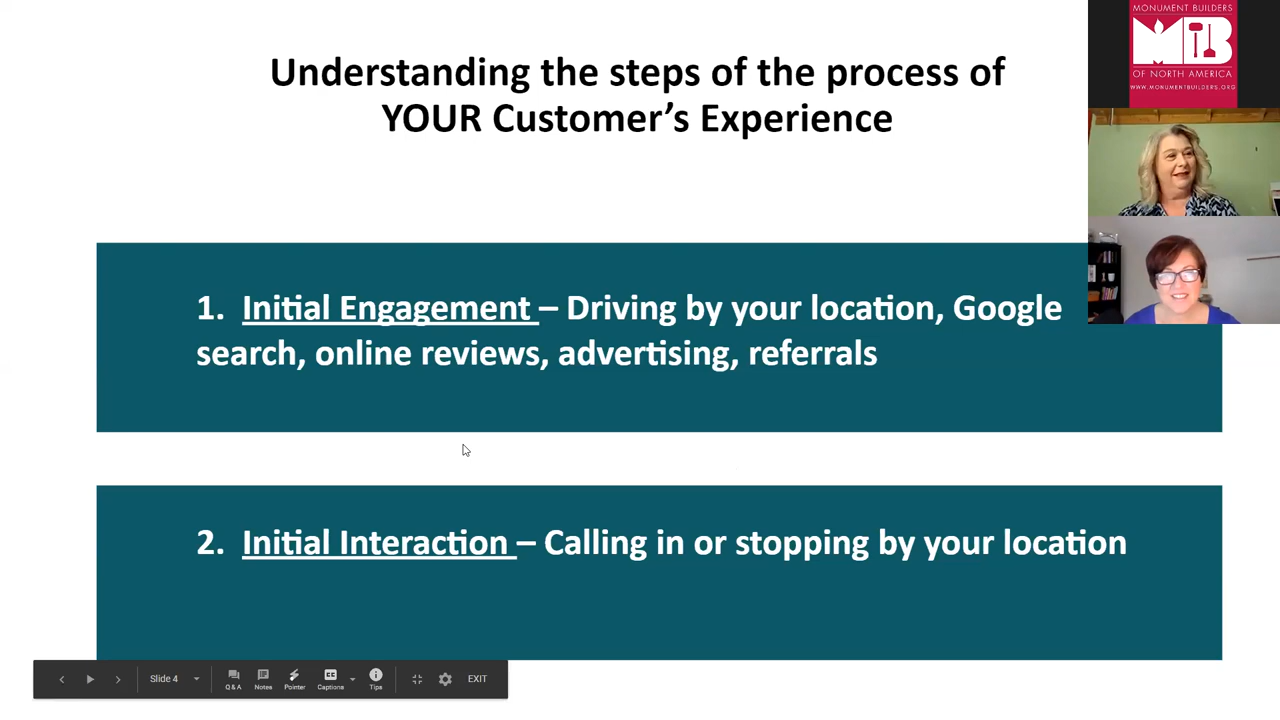 Understanding the steps of the process of
YOUR Customer’s Experience
MONUMENT BUILDERS
MB
OF NORTH AMERICA
WWW.MONUMENTBUILDERS.ORG
1. Initial Engagement – Driving by your location, Google
search, online reviews, advertising, referrals
2. Initial Interaction – Calling in or stopping by your location
Slide 4
Q & A
Notes
Pointer
CC
Captions
Tips
EXIT